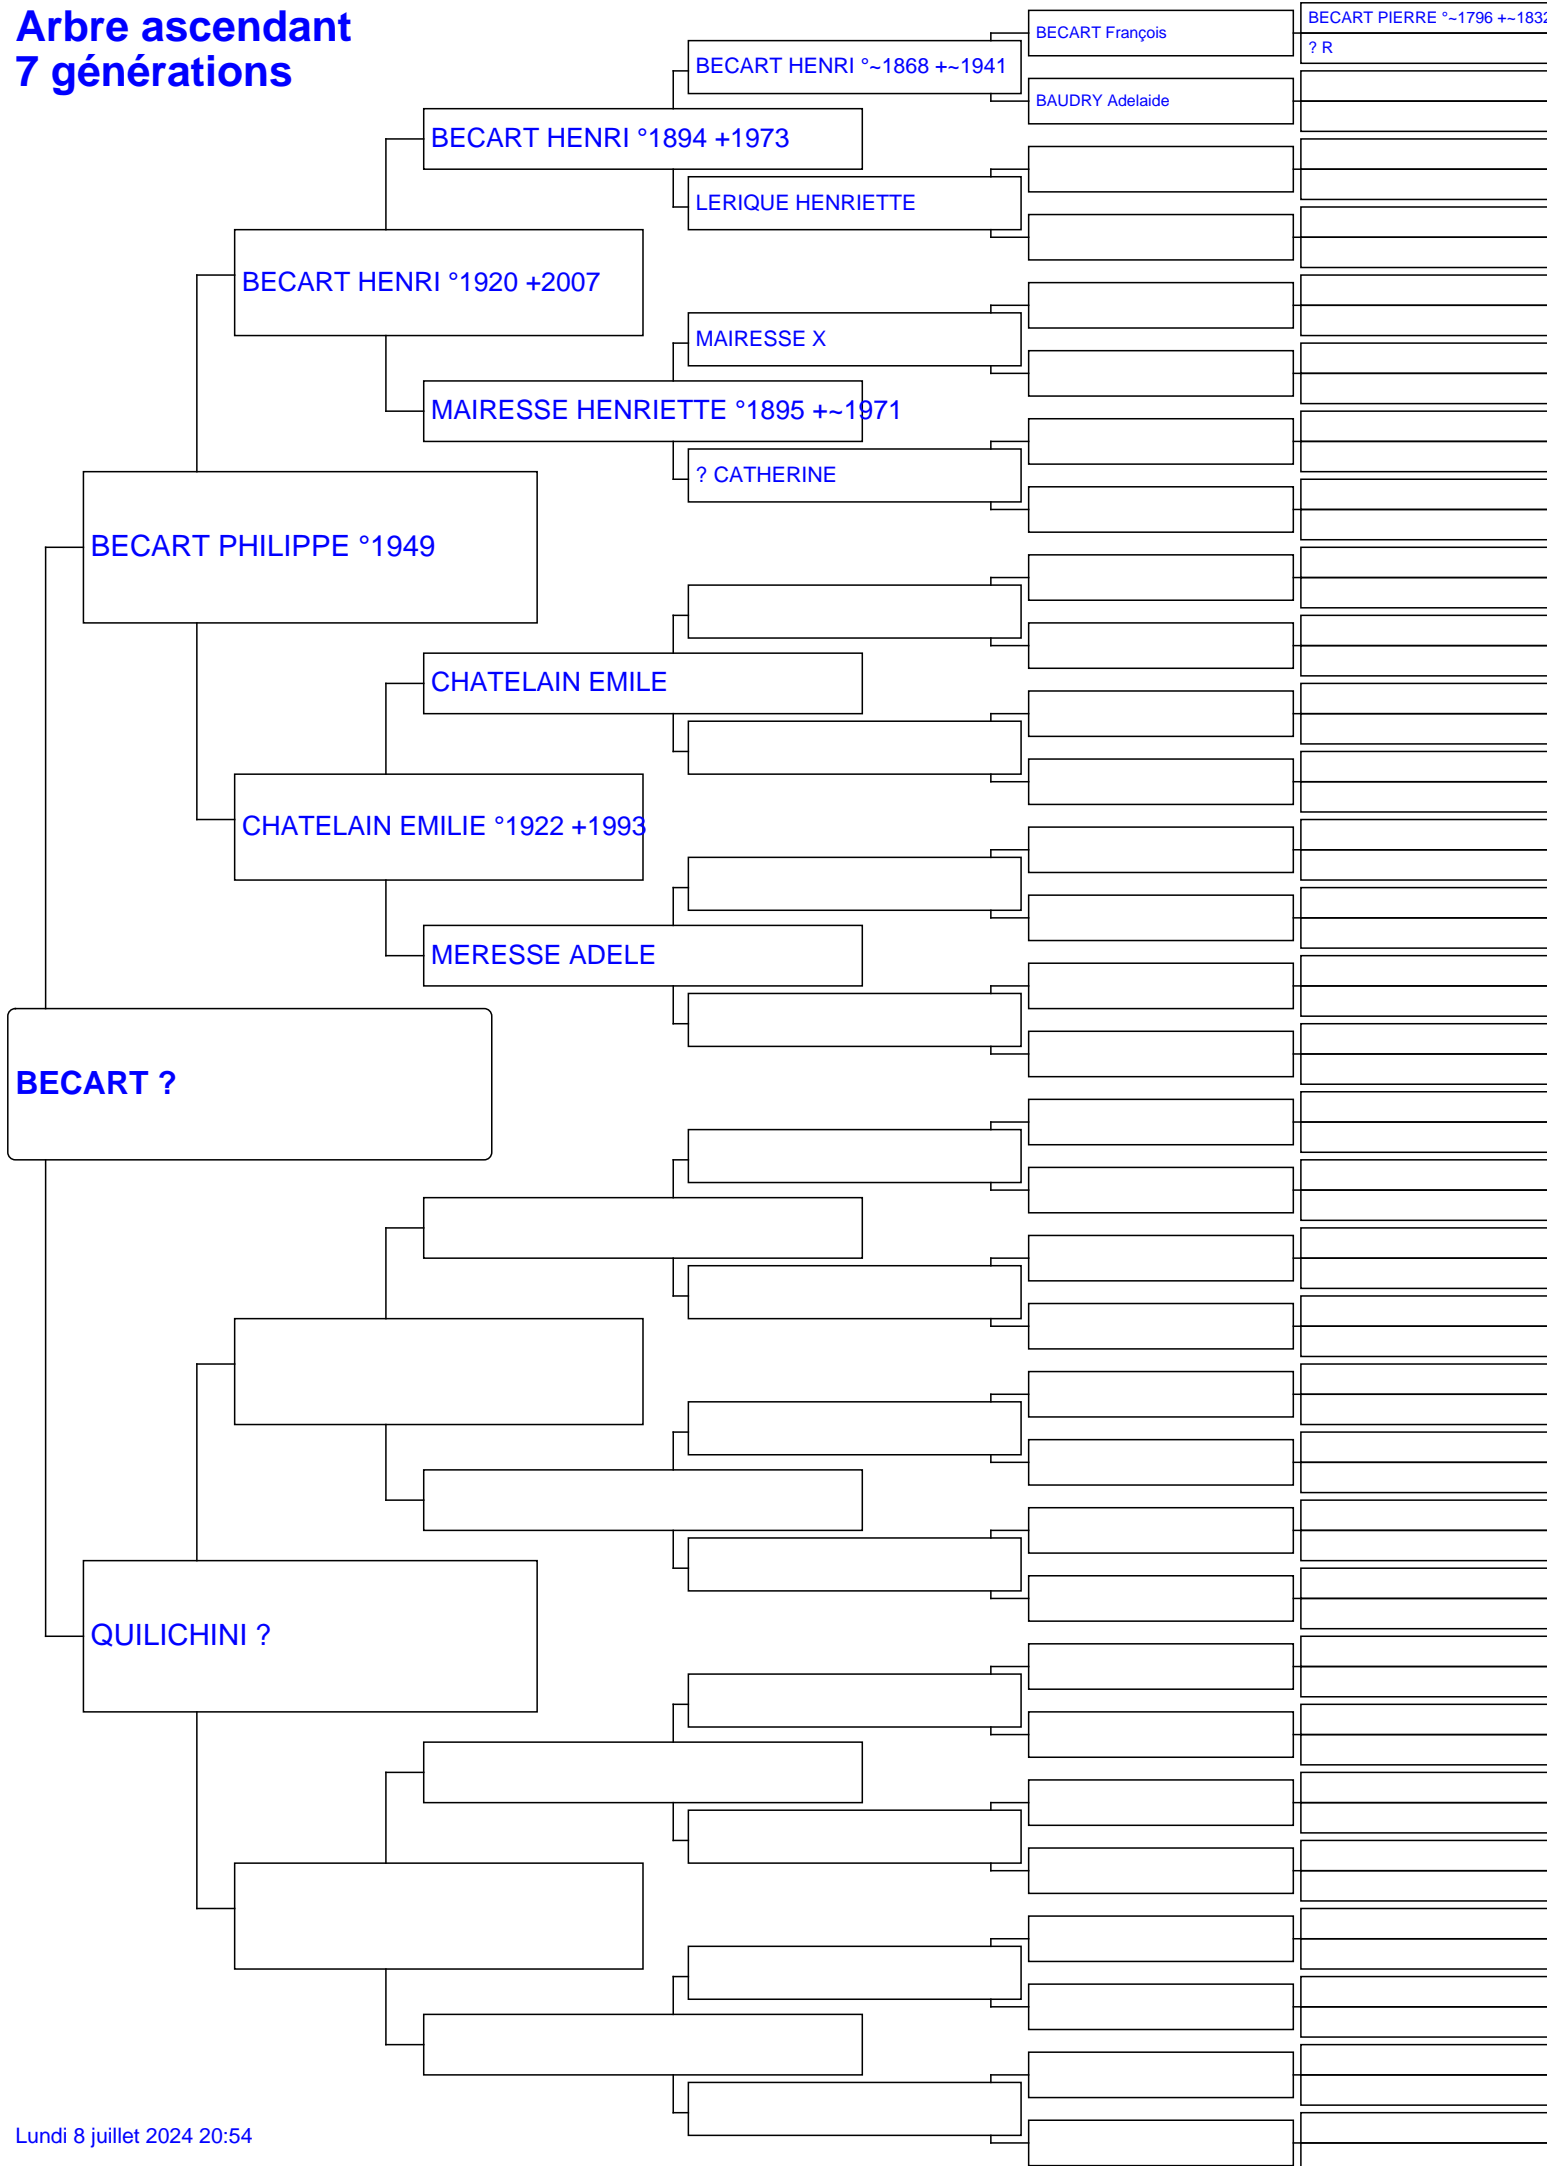 Arbre ascendant
7 générations
BECART François
BECART PIERRE °~1796 +~1832
? R
BECART HENRI °~1868 +~1941
BAUDRY Adelaide
BECART HENRI °1894 +1973
LERIQUE HENRIETTE
BECART HENRI °1920 +2007
MAIRESSE X
MAIRESSE HENRIETTE °1895 +~1971
? CATHERINE
BECART PHILIPPE °1949
CHATELAIN EMILE
CHATELAIN EMILIE °1922 +1993
MERESSE ADELE
BECART ?
QUILICHINI ?
Lundi 8 juillet 2024 20:54